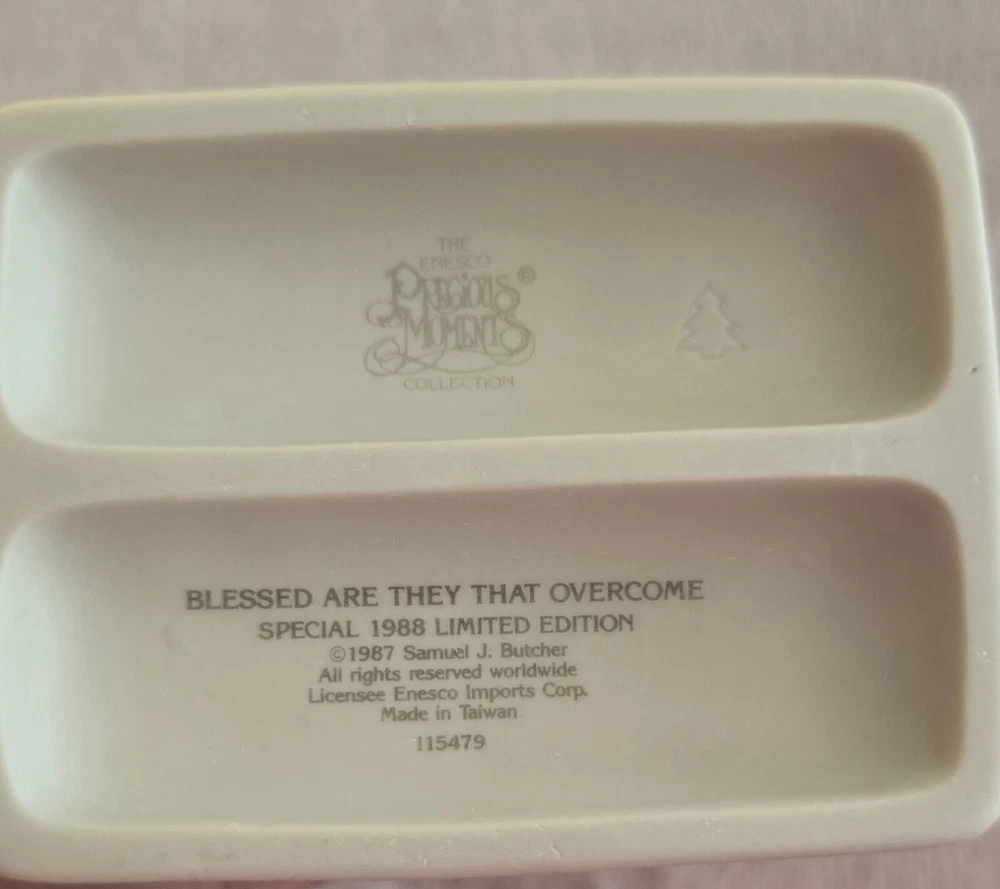 THE
ENESCO
PRECIOUS®
MOMENTS
COLLECTION
BLESSED ARE THEY THAT OVERCOME
SPECIAL 1988 LIMITED EDITION
©1987 Samuel J. Butcher
All rights reserved worldwide
Licensee Enesco Imports Corp.
Made in Taiwan
115479